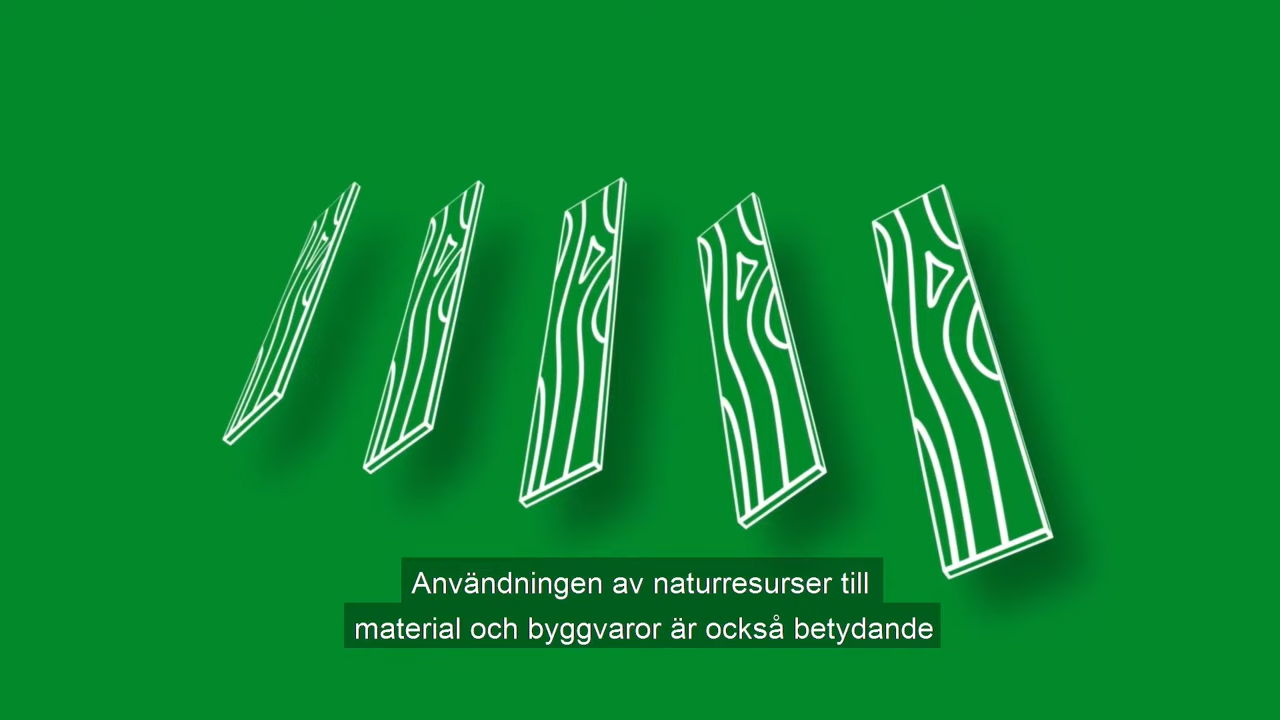 Användningen av naturresurser till
material och byggvaror är också betydande